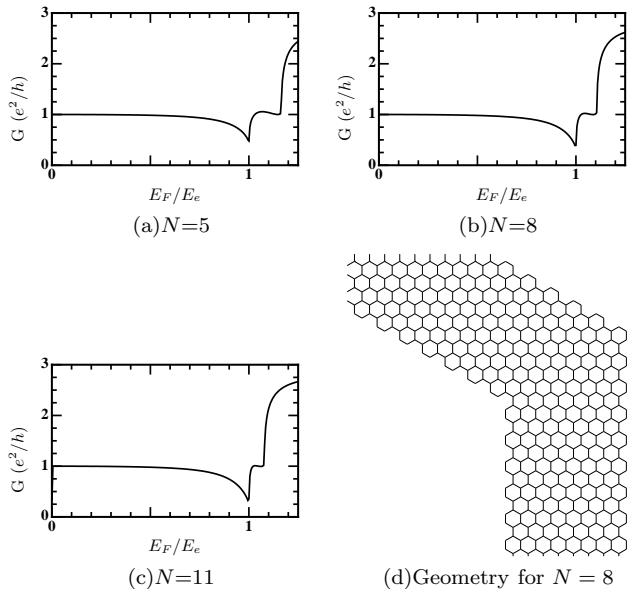 3
2
1
0
G (e²/h)
0
1
E_F/E_e
(a)N=5
3
2
1
0
G (e²/h)
0
1
E_F/E_e
(b)N=8
3
2
1
0
G (e²/h)
0
1
E_F/E_e
(c)N=11
(d)Geometry for N = 8